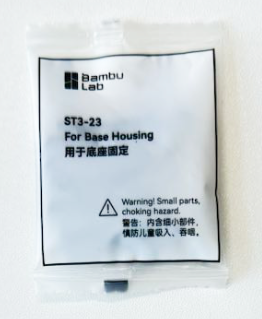 Bambu
Lab
ST3-23
For Base Housing
用于底座固定
Warning! Small parts,
choking hazard.
警告：内含细小部件，
慎防儿童吸入、吞咽。